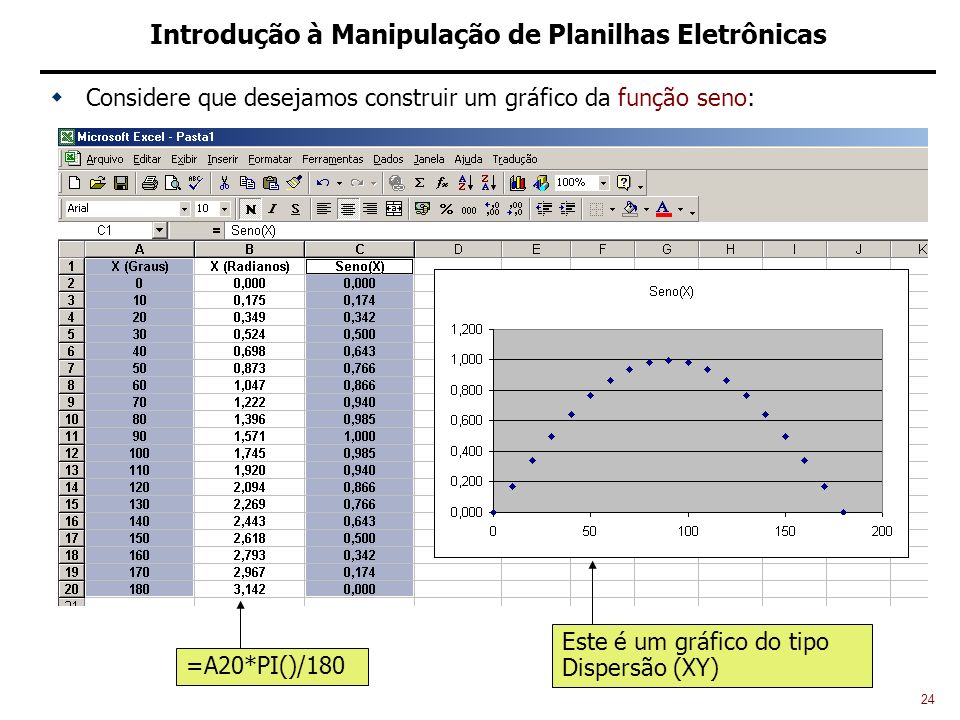 Introdução à Manipulação de Planilhas Eletrônicas
Considere que desejamos construir um gráfico da função seno:
Microsoft Excel - Pasta1
Arquivo Editar Exibir Inserir Formatar Ferramentas Dados Janela Ajuda Tradução
100%
Arial 10 N I S % 000
C1 = Seno(X)
A B C D E F G H I J K
1 X (Graus) X (Radianos) Seno(X)
2 0 0,000 0,000
3 10 0,175 0,174
4 20 0,349 0,342
5 30 0,524 0,500
6 40 0,698 0,643
7 50 0,873 0,766
8 60 1,047 0,866
9 70 1,222 0,940
10 80 1,396 0,985
11 90 1,571 1,000
12 100 1,745 0,985
13 110 1,920 0,940
14 120 2,094 0,866
15 130 2,269 0,766
16 140 2,443 0,643
17 150 2,618 0,500
18 160 2,793 0,342
19 170 2,967 0,174
20 180 3,142 0,000
Seno(X)
1,200
1,000
0,800
0,600
0,400
0,200
0,000
0 50 100 150 200
=A20*PI()/180
Este é um gráfico do tipo
Dispersão (XY)
24